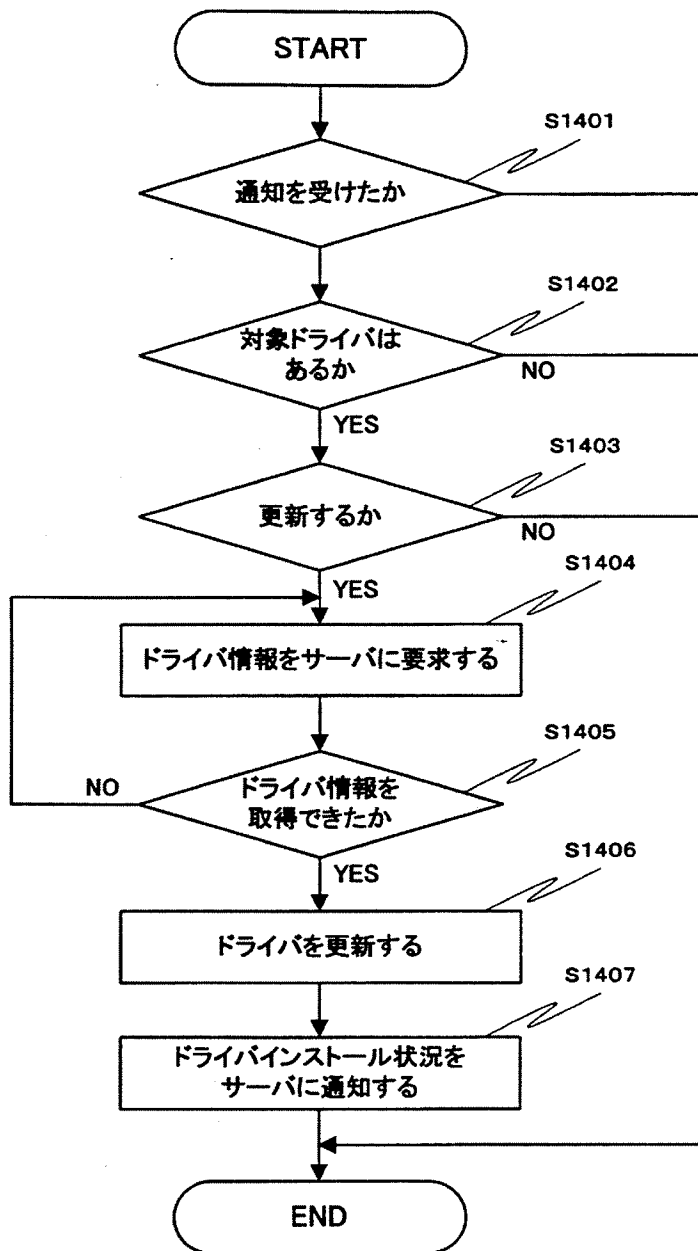 START
S1401
通知を受けたか
S1402
対象ドライバは
あるか
NO
YES
S1403
更新するか
NO
YES
S1404
ドライバ情報をサーバに要求する
S1405
ドライバ情報を
取得できたか
NO
YES
S1406
ドライバを更新する
S1407
ドライバインストール状況を
サーバに通知する
END